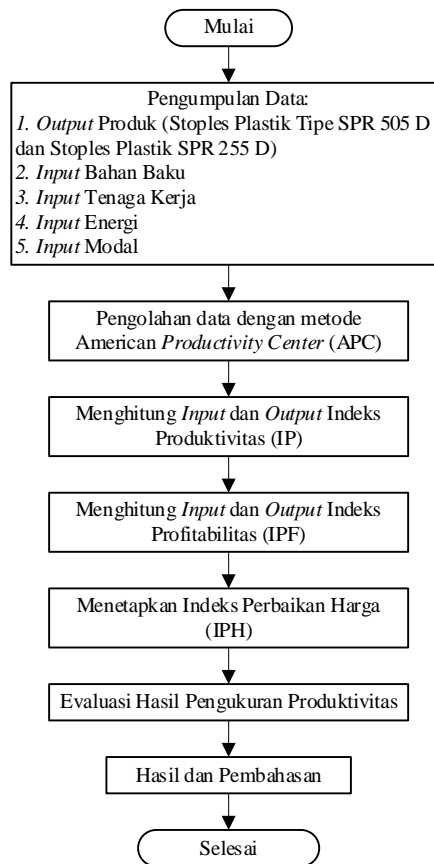 Mulai
Pengumpulan Data:
1. Output Produk (Stoples Plastik Tipe SPR 505 D
dan Stoples Plastik SPR 255 D)
2. Input Bahan Baku
3. Input Tenaga Kerja
4. Input Energi
5. Input Modal
Pengolahan data dengan metode
American Productivity Center (APC)
Menghitung Input dan Output Indeks
Produktivitas (IP)
Menghitung Input dan Output Indeks
Profitabilitas (IPF)
Menetapkan Indeks Perbaikan Harga
(IPH)
Evaluasi Hasil Pengukuran Produktivitas
Hasil dan Pembahasan
Selesai